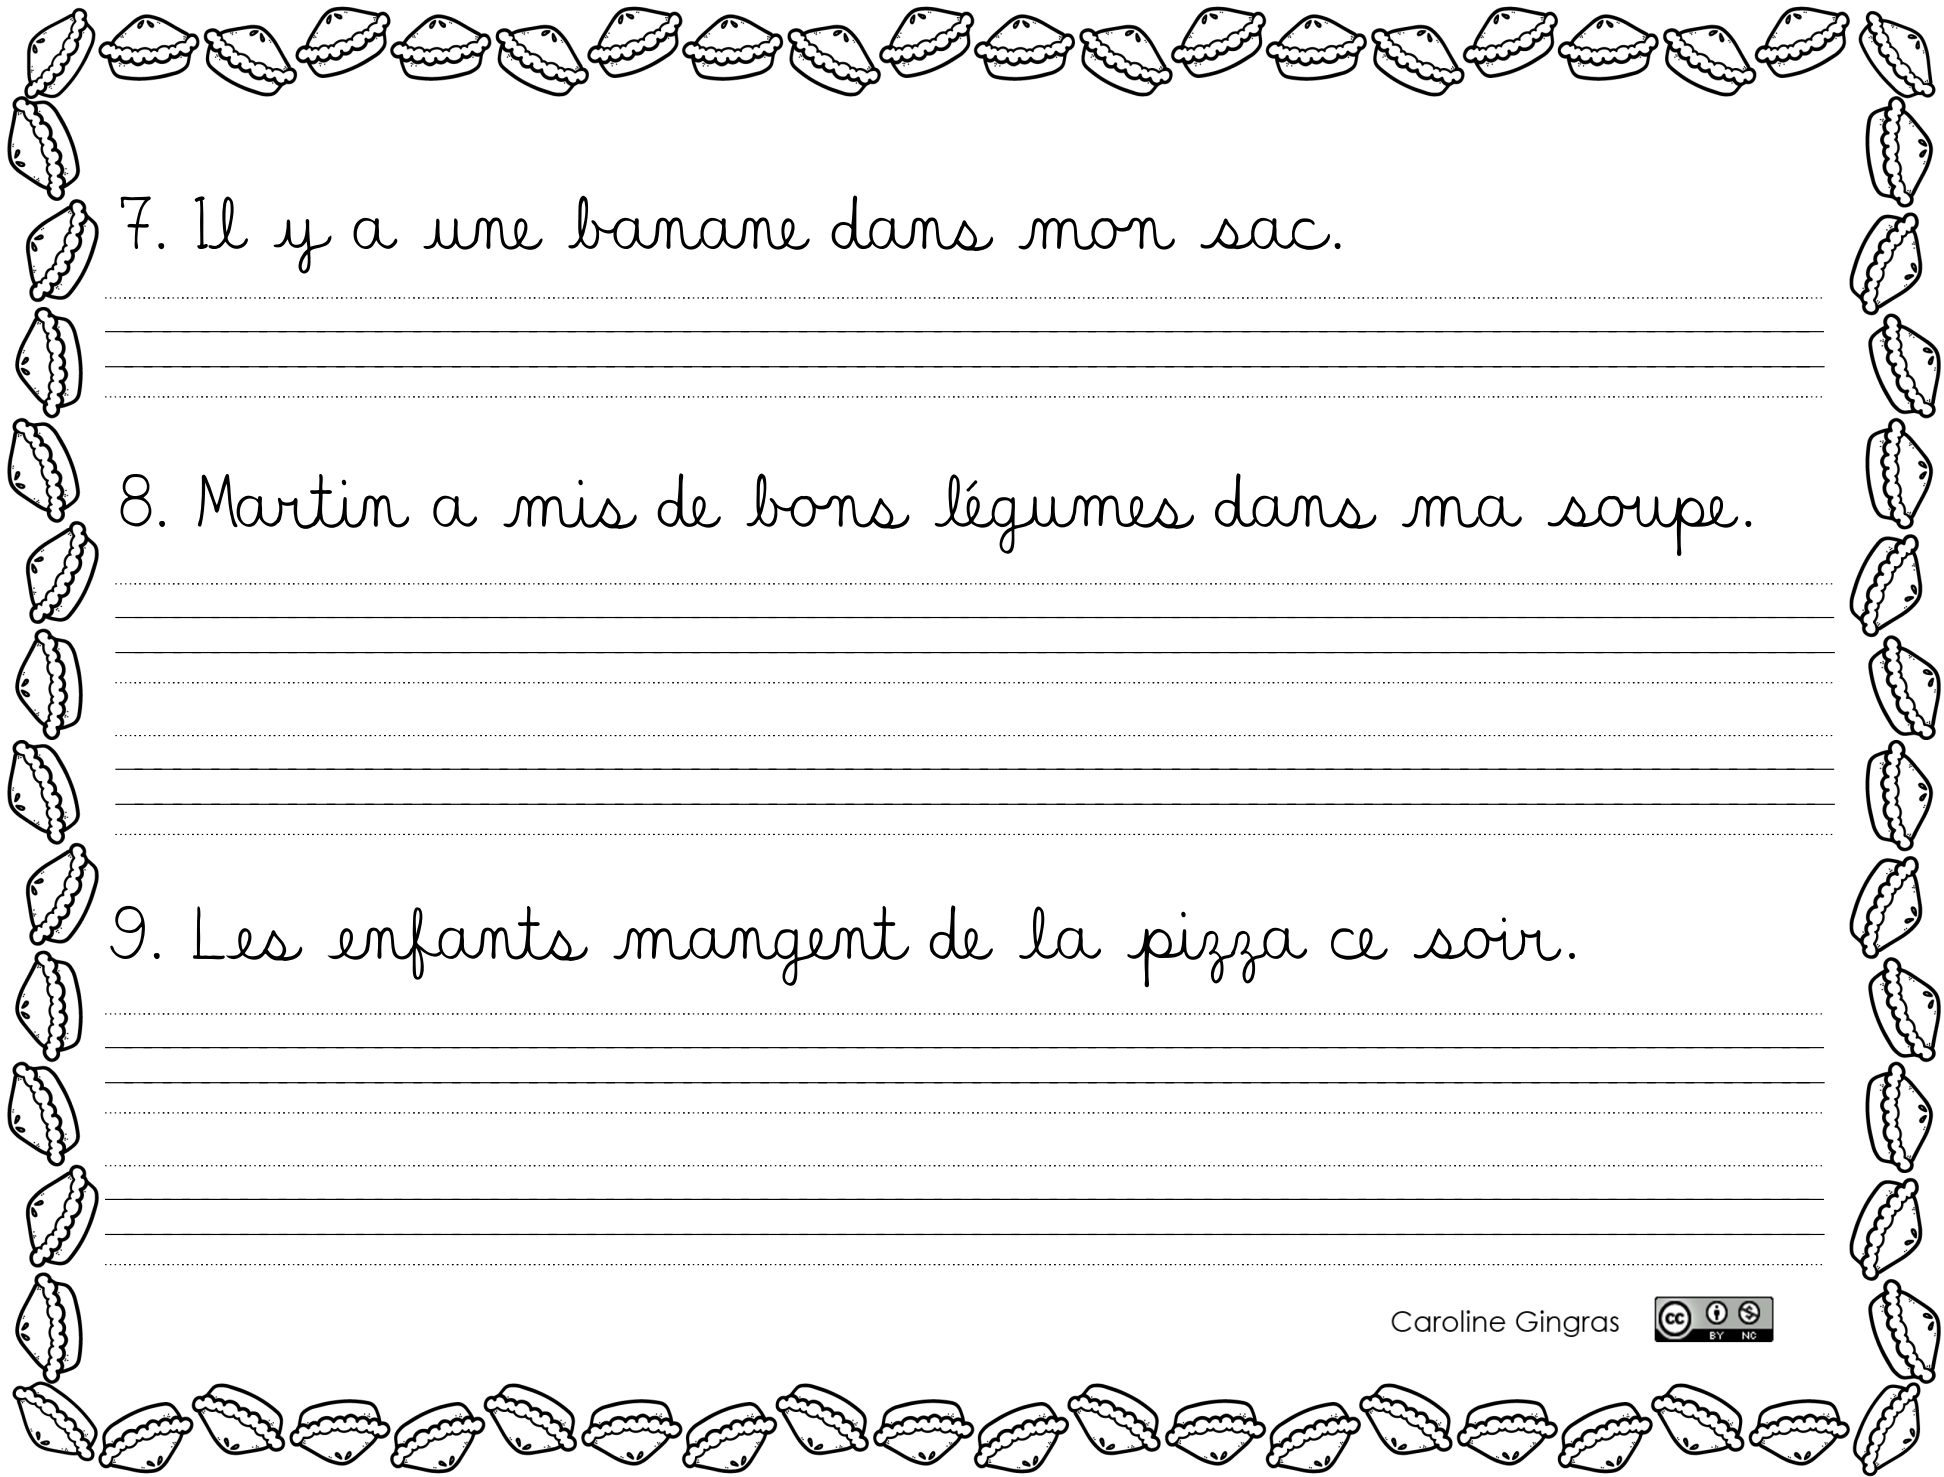 7. Il y a une banane dans mon sac.
8. Martin a mis de bons légumes dans ma soupe.
9. Les enfants mangent de la pizza ce soir.
Caroline Gingras
cc BY NC